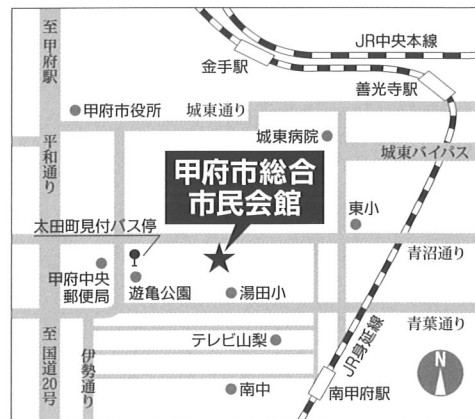 至 甲府駅
JR中央本線
金手駅
善光寺駅
甲府市役所
城東通り
城東病院
平和通り
城東バイパス
甲府市総合
市民会館
東小
太田町見付バス停
青沼通り
甲府中央
郵便局
遊亀公園
湯田小
青葉通り
至 国道20号
伊勢通り
テレビ山梨
JR身延線
南中
南甲府駅
N